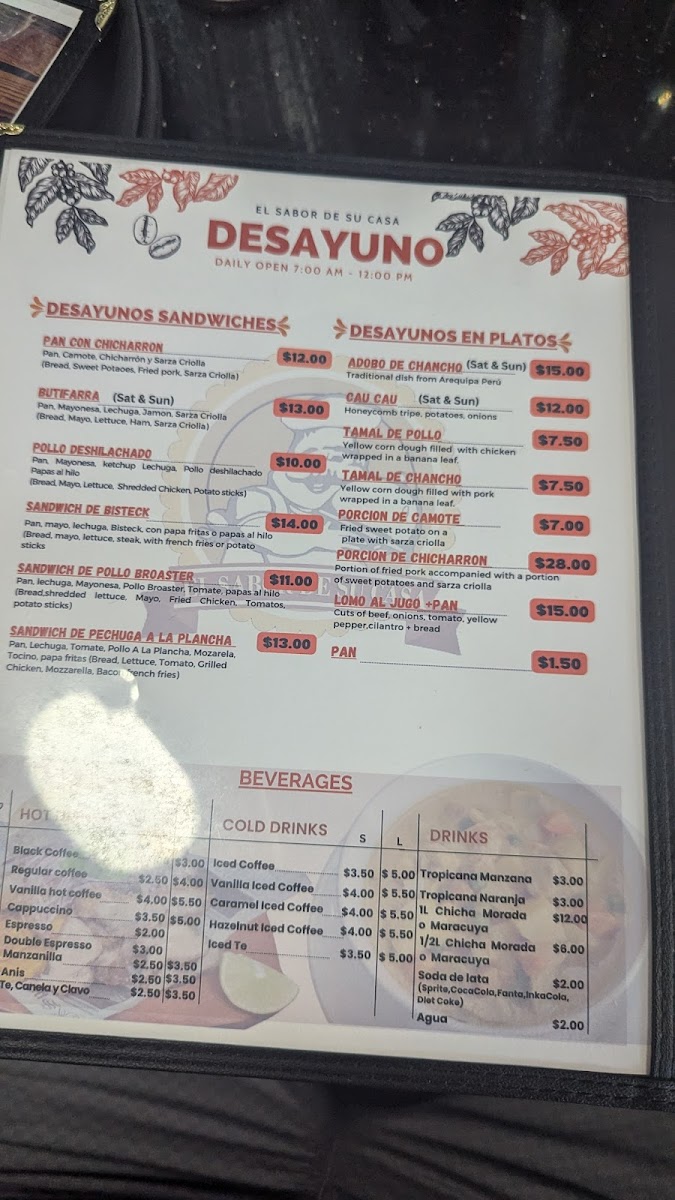 EL SABOR DE SU CASA
DESAYUNO
DAILY OPEN 7:00 AM - 12:00 PM
DESAYUNOS SANDWICHES
PAN CON CHICHARRON
$12.00
Pan, Camote, Chicharrón y Sarza Criolla
(Bread, Sweet Potaoes, Fried pork, Sarza Criolla)
BUTIFARRA (Sat & Sun)
$13.00
Pan, Mayonesa, Lechuga, Jamon, Sarza Criolla
(Bread, Mayo, Lettuce, Ham, Sarza Criolla)
POLLO DESHILACHADO
$10.00
Pan, Mayonesa, ketchup Lechuga, Pollo deshilachado
Papas al hilo
(Bread, Mayo, Lettuce, Shredded Chicken, Potato sticks)
SANDWICH DE BISTECK
$14.00
Pan, mayo, lechuga, Bisteck, con papa fritas o papas al hilo
(Bread, mayo, lettuce, steak, with french fries or potato
sticks
SANDWICH DE POLLO BROASTER
$11.00
Pan, lechuga, Mayonesa, Pollo Broaster, Tomate, papas al hilo
(Bread,shredded lettuce, Mayo, Fried Chicken, Tomatos,
potato sticks)
SANDWICH DE PECHUGA A LA PLANCHA
$13.00
Pan, Lechuga, Tomate, Pollo A La Plancha, Mozarela,
Tocino, papa fritas (Bread, Lettuce, Tomato, Grilled
Chicken, Mozzarella, Bacon french fries)
DESAYUNOS EN PLATOS
ADOBO DE CHANCHO (Sat & Sun)
$15.00
Traditional dish from Arequipa Perú
CAU CAU (Sat & Sun)
$12.00
Honeycomb tripe, potatoes, onions
TAMAL DE POLLO
$7.50
Yellow corn dough filled with chicken
wrapped in a banana leaf.
TAMAL DE CHANCHO
$7.50
Yellow corn dough filled with pork
wrapped in a banana leaf.
PORCION DE CAMOTE
$7.00
Fried sweet potato on a
plate with sarza criolla
PORCION DE CHICHARRON
$28.00
Portion of fried pork accompanied with a portion
of sweet potatoes and sarza criolla
LOMO AL JUGO +PAN
$15.00
Cuts of beef, onions, tomato, yellow
pepper,cilantro + bread
PAN
$1.50
BEVERAGES
HOT
Black Coffee $3.00
Regular coffee $2.50 $4.00
Vanilla hot coffee $4.00 $5.50
Cappuccino $3.50 $5.00
Espresso $2.00
Double Espresso $3.00
Manzanilla $2.50 $3.50
Anis $2.50 $3.50
Te, Canela y Clavo $2.50 $3.50
COLD DRINKS S L
Iced Coffee $3.50 $5.00
Vanilla Iced Coffee $4.00 $5.50
Caramel Iced Coffee $4.00 $5.50
Hazelnut Iced Coffee $4.00 $5.50
Iced Te $3.50 $5.00
DRINKS
Tropicana Manzana $3.00
Tropicana Naranja $3.00
1L Chicha Morada $12.00
o Maracuya
1/2L Chicha Morada $6.00
o Maracuya
Soda de lata $2.00
(Sprite,CocaCola,Fanta,InkaCola,
Diet Coke)
Agua $2.00